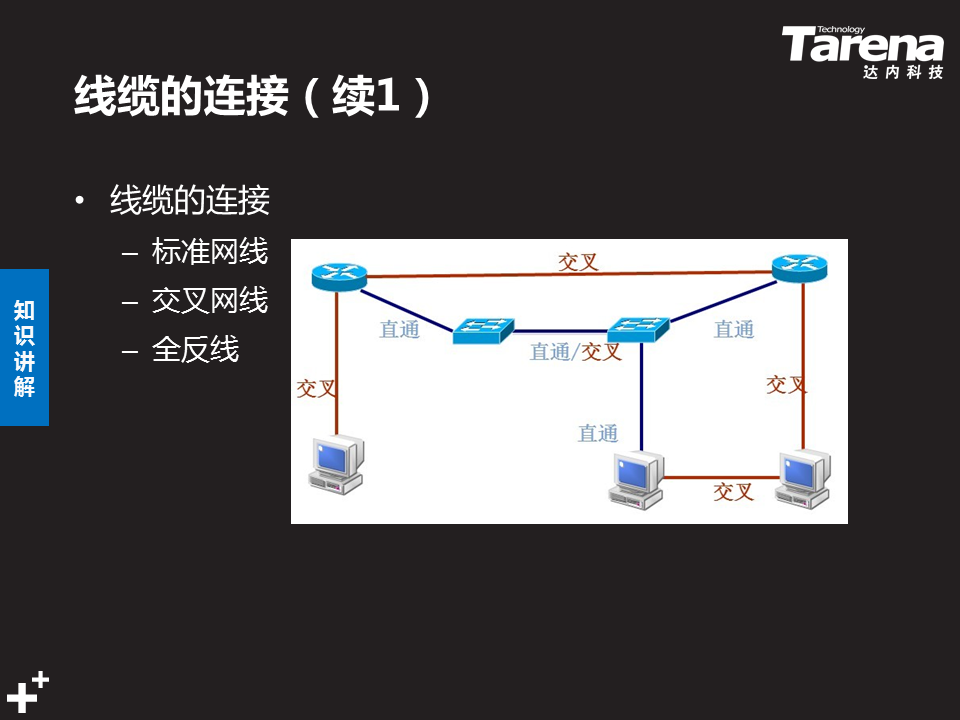 Technology
Tarena
达内科技
线缆的连接（续1）
• 线缆的连接
– 标准网线
– 交叉网线
– 全反线
知识讲解
交叉
直通
直通/交叉
直通
交叉
交叉
直通
交叉